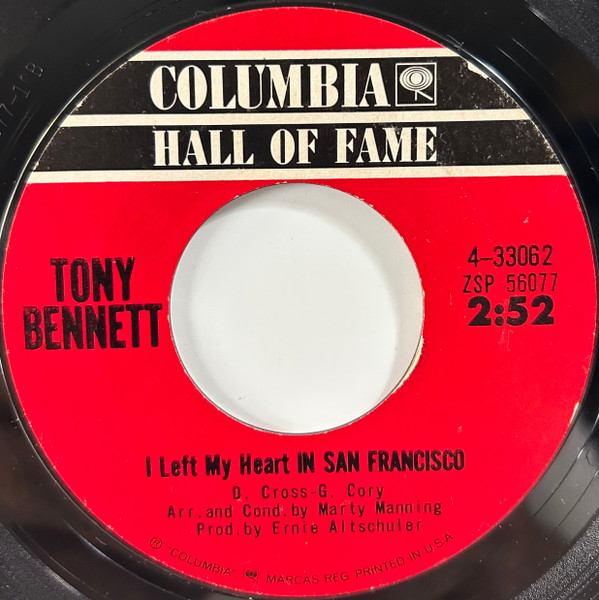 COLUMBIA
HALL OF FAME
TONY
BENNETT
4-33062
ZSP 56077
2:52
I Left My Heart IN SAN FRANCISCO
D. Cross-G. Cory
Arr.and Cond.by Marty Manning
Prod.by Ernie Altschuler
® "COLUMBIA" MARCAS REG. PRINTED IN U.S.A.